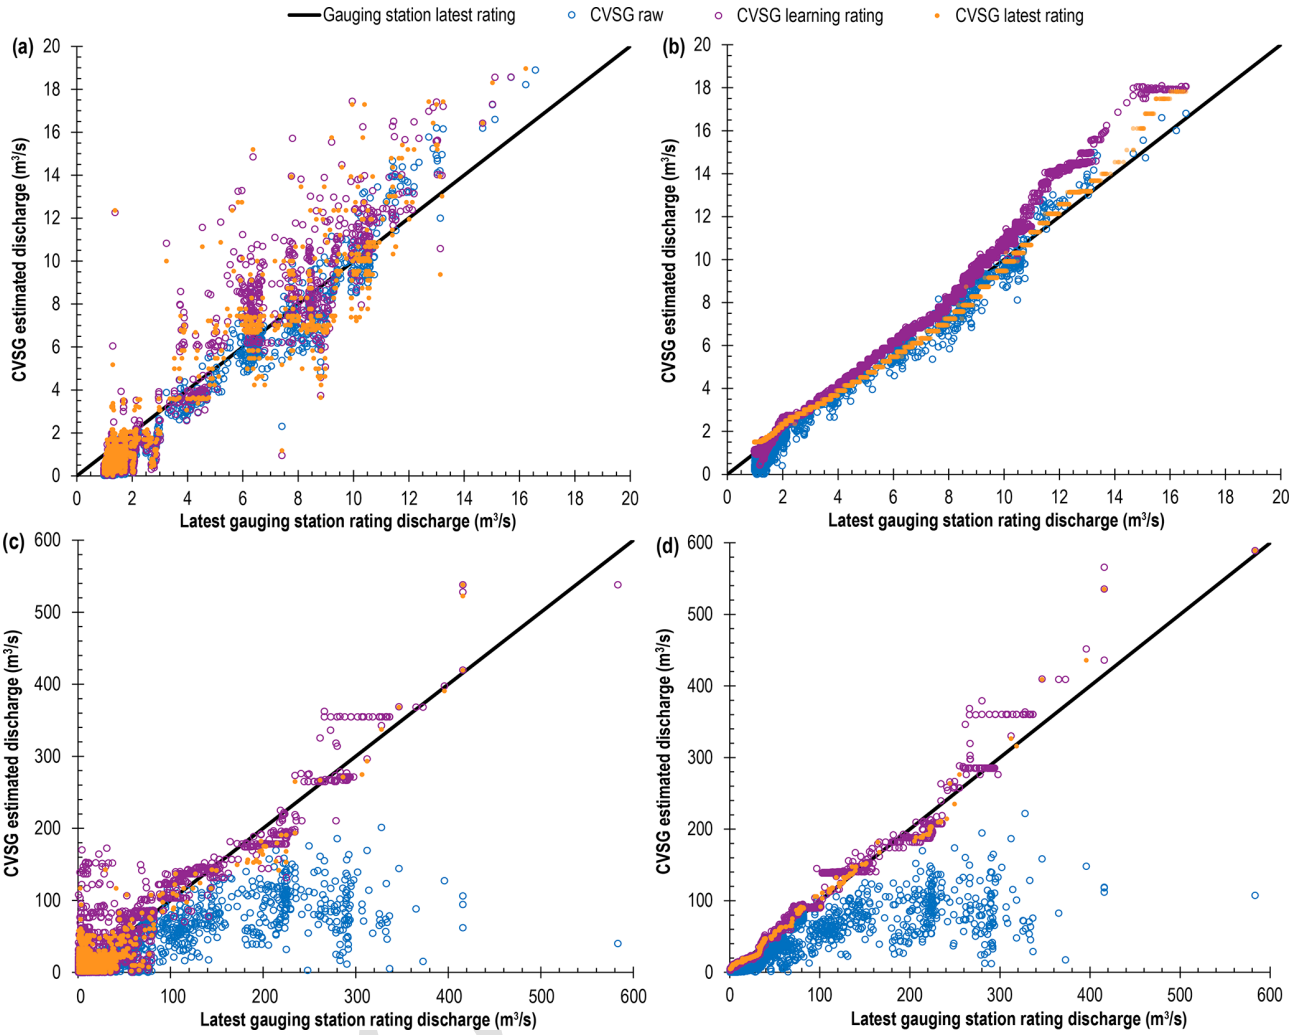 Gauging station latest rating CVSG raw CVSG learning rating CVSG latest rating
(a)
20
18
16
14
12
10
8
6
4
2
0
CVSG estimated discharge (m³/s)
0 2 4 6 8 10 12 14 16 18 20
Latest gauging station rating discharge (m³/s)
(b)
20
18
16
14
12
10
8
6
4
2
0
CVSG estimated discharge (m³/s)
0 2 4 6 8 10 12 14 16 18 20
Latest gauging station rating discharge (m³/s)
(c)
600
500
400
300
200
100
0
CVSG estimated discharge (m³/s)
0 100 200 300 400 500 600
Latest gauging station rating discharge (m³/s)
(d)
600
500
400
300
200
100
0
CVSG estimated discharge (m³/s)
0 100 200 300 400 500 600
Latest gauging station rating discharge (m³/s)